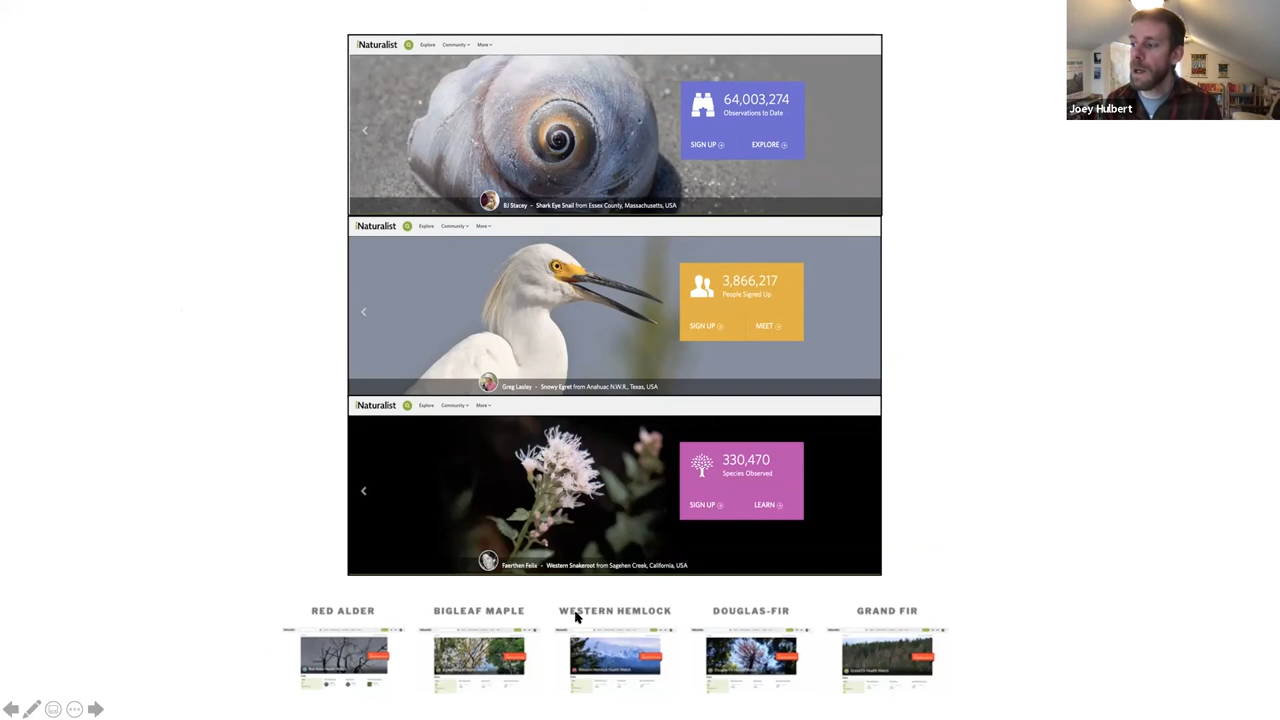 iNaturalist Explore Community More
64,003,274
Observations to Date
SIGN UP EXPLORE
BJ Stacey - Shark Eye Snail from Essex County, Massachusetts, USA
Joey Hulbert
iNaturalist Explore Community More
3,866,217
People Signed Up
SIGN UP MEET
Greg Lasley - Snowy Egret from Anahuac N.W.R., Texas, USA
iNaturalist Explore Community More
330,470
Species Observed
SIGN UP LEARN
Faerthen Felix - Western Snakeroot from Sagehen Creek, California, USA
RED ALDER BIGLEAF MAPLE WESTERN HEMLOCK DOUGLAS-FIR GRAND FIR